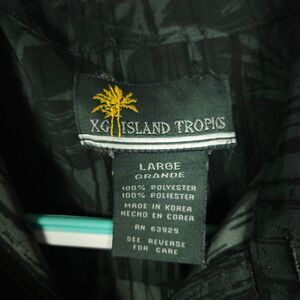 XG ISLAND TROPICS
LARGE
GRANDE
100% POLYESTER
100% POLIESTER
MADE IN KOREA
HECHO EN COREA
RN 63925
SEE REVERSE
FOR CARE